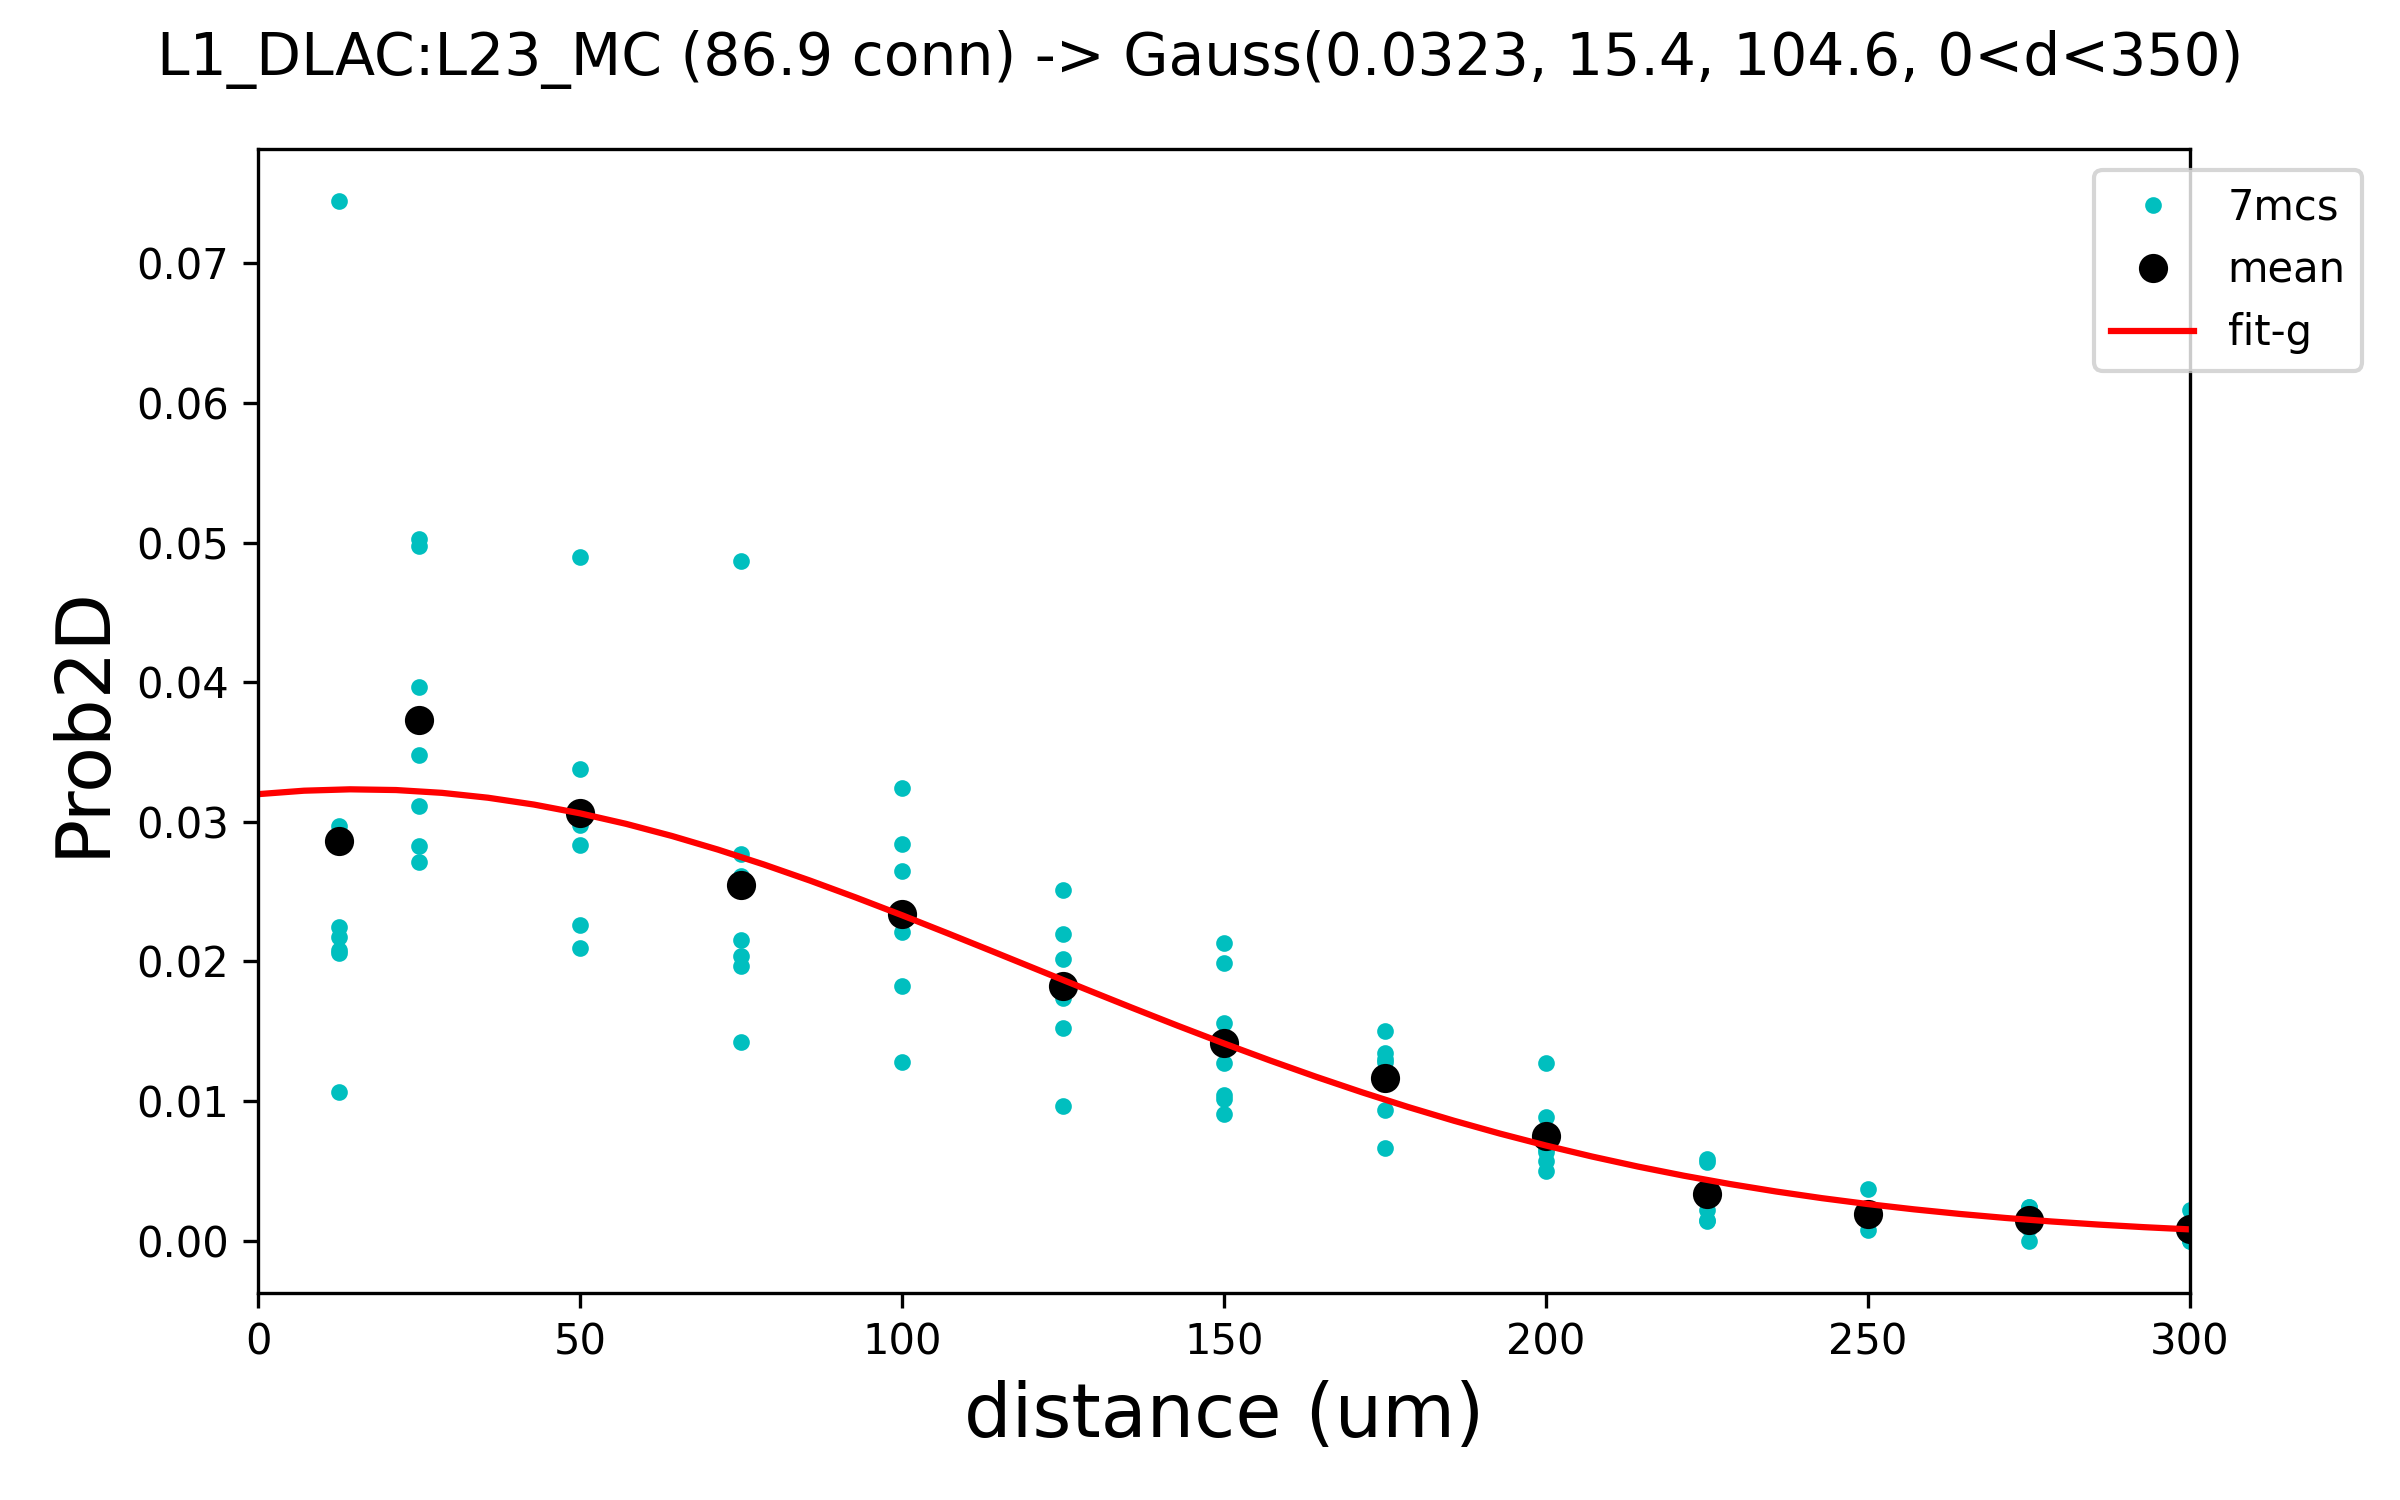 L1_DLAC:L23_MC (86.9 conn) -> Gauss(0.0323, 15.4, 104.6, 0<d<350)
7mcs
mean
fit-g
0.07
0.06
0.05
0.04
0.03
0.02
0.01
0.00
Prob2D
0 50 100 150 200 250 300
distance (um)